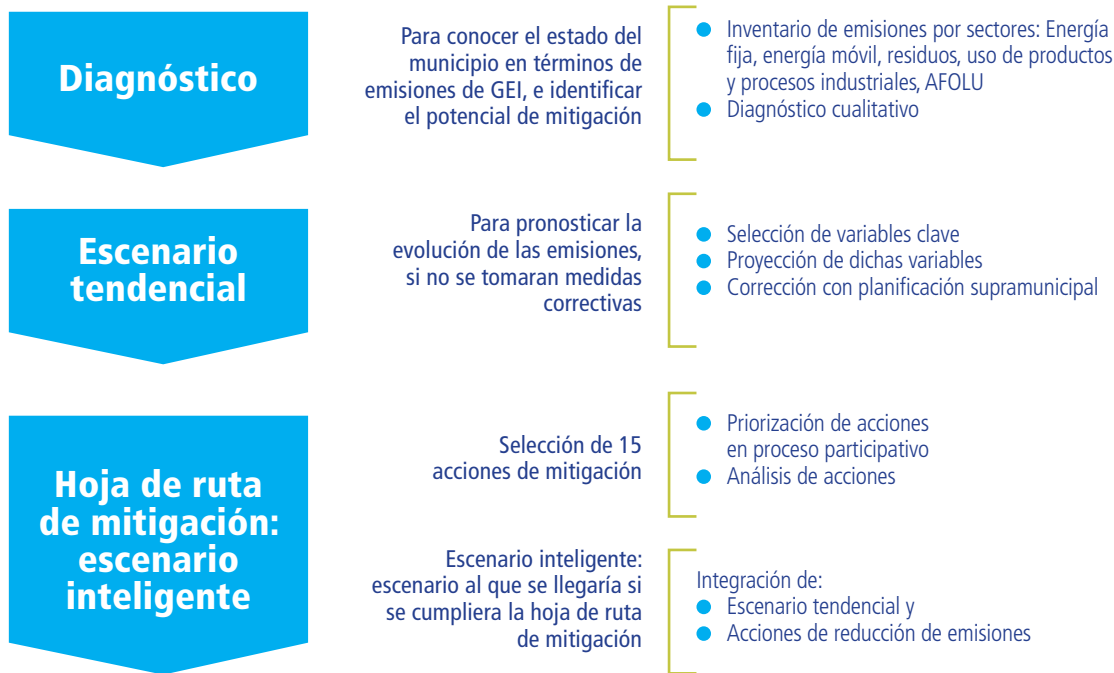 Diagnóstico
Para conocer el estado del
municipio en términos de
emisiones de GEI, e identificar
el potencial de mitigación
Inventario de emisiones por sectores: Energía
fija, energía móvil, residuos, uso de productos
y procesos industriales, AFOLU
Diagnóstico cualitativo
Escenario
tendencial
Para pronosticar la
evolución de las emisiones,
si no se tomaran medidas
correctivas
Selección de variables clave
Proyección de dichas variables
Corrección con planificación supramunicipal
Hoja de ruta
de mitigación:
escenario
inteligente
Selección de 15
acciones de mitigación
Priorización de acciones
en proceso participativo
Análisis de acciones
Escenario inteligente:
escenario al que se llegaría si
se cumpliera la hoja de ruta
de mitigación
Integración de:
Escenario tendencial y
Acciones de reducción de emisiones